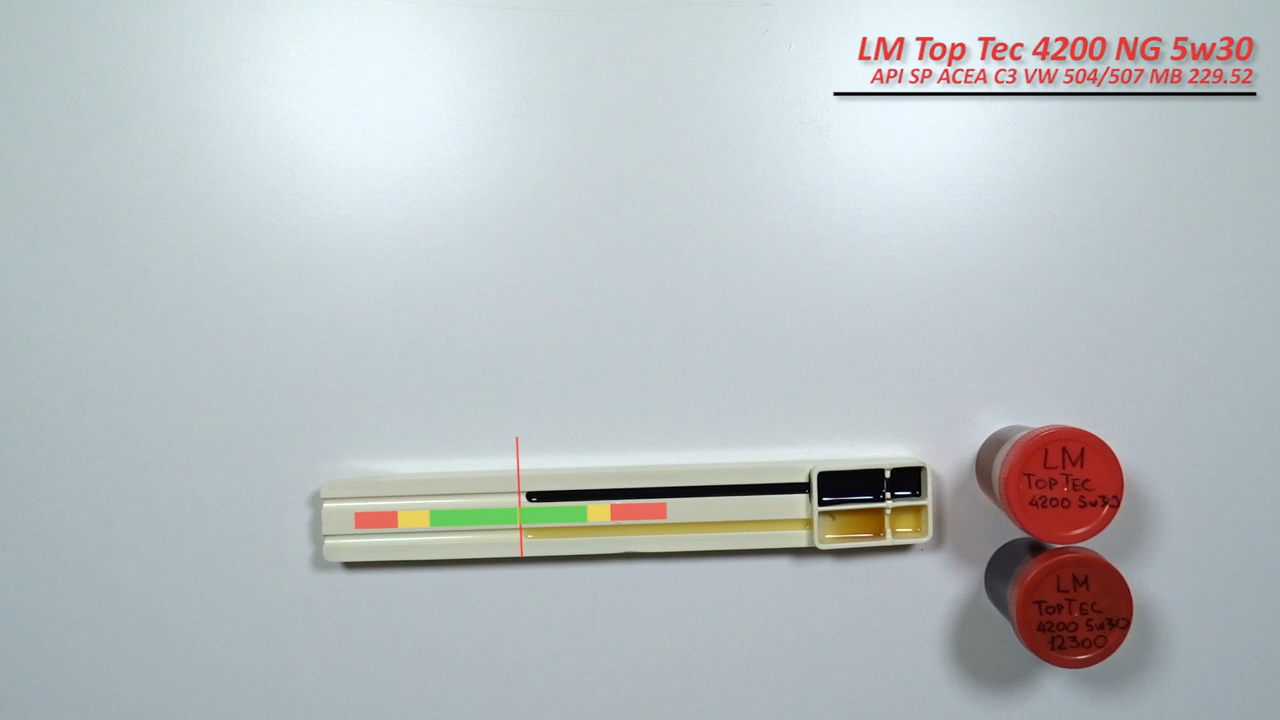 LM Top Tec 4200 NG 5w30
API SP ACEA C3 VW 504/507 MB 229.52
LM
TOPTEC
4200 5w30
LM
TOPTEC
4200 5w30
12300